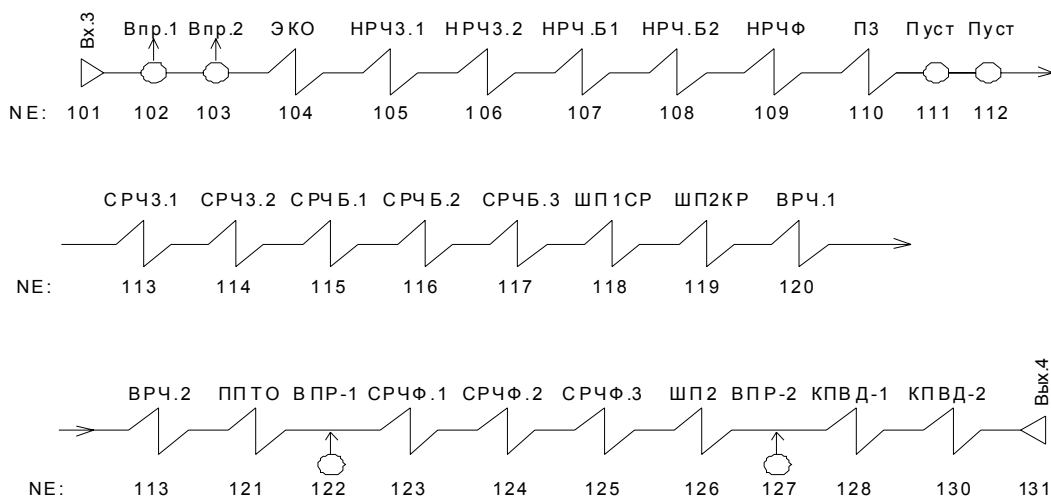 Вх.3 Впр.1 Впр.2 ЭКО НРЧЗ.1 НРЧЗ.2 НРЧ.Б1 НРЧ.Б2 НРЧФ ПЗ Пуст Пуст
NE: 101 102 103 104 105 106 107 108 109 110 111 112
СРЧЗ.1 СРЧЗ.2 СРЧБ.1 СРЧБ.2 СРЧБ.3 ШП1СР ШП2КР ВРЧ.1
NE: 113 114 115 116 117 118 119 120
ВРЧ.2 ППТО ВПР-1 СРЧФ.1 СРЧФ.2 СРЧФ.3 ШП2 ВПР-2 КПВД-1 КПВД-2 Вых.4
NE: 113 121 122 123 124 125 126 127 128 130 131